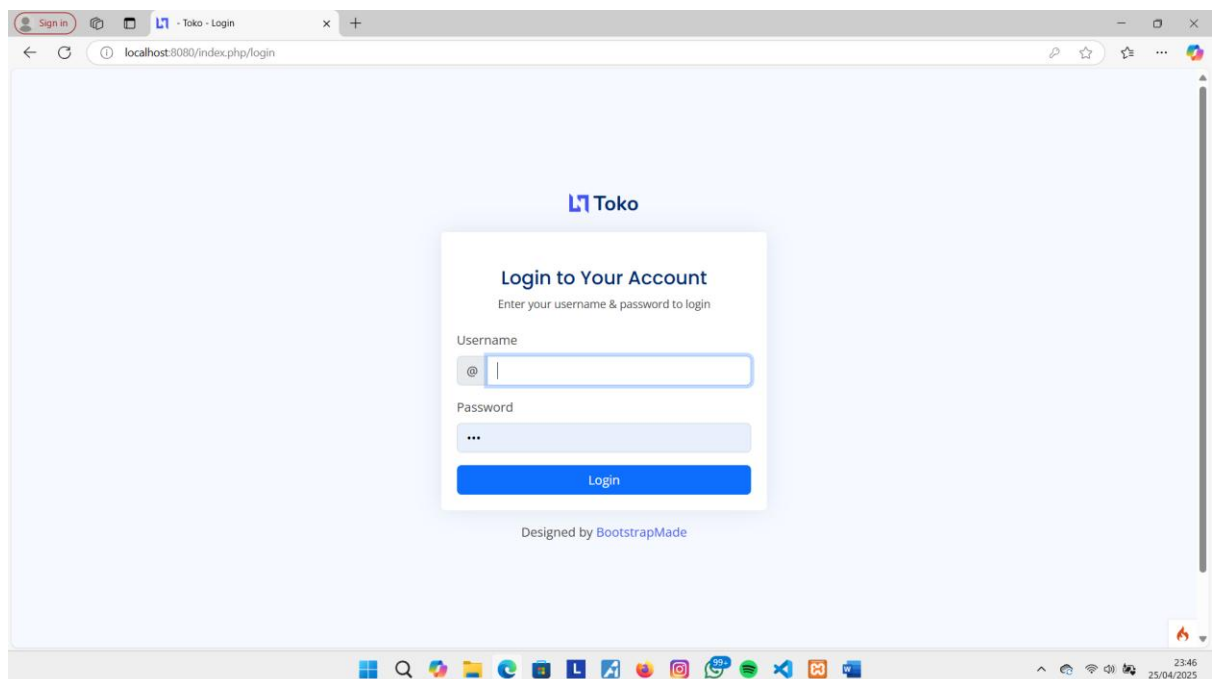 Sign in
- Toko - Login
localhost:8080/index.php/login
Toko
Login to Your Account
Enter your username & password to login
Username
@
Password
Login
Designed by BootstrapMade
99+
23:46
25/04/2025